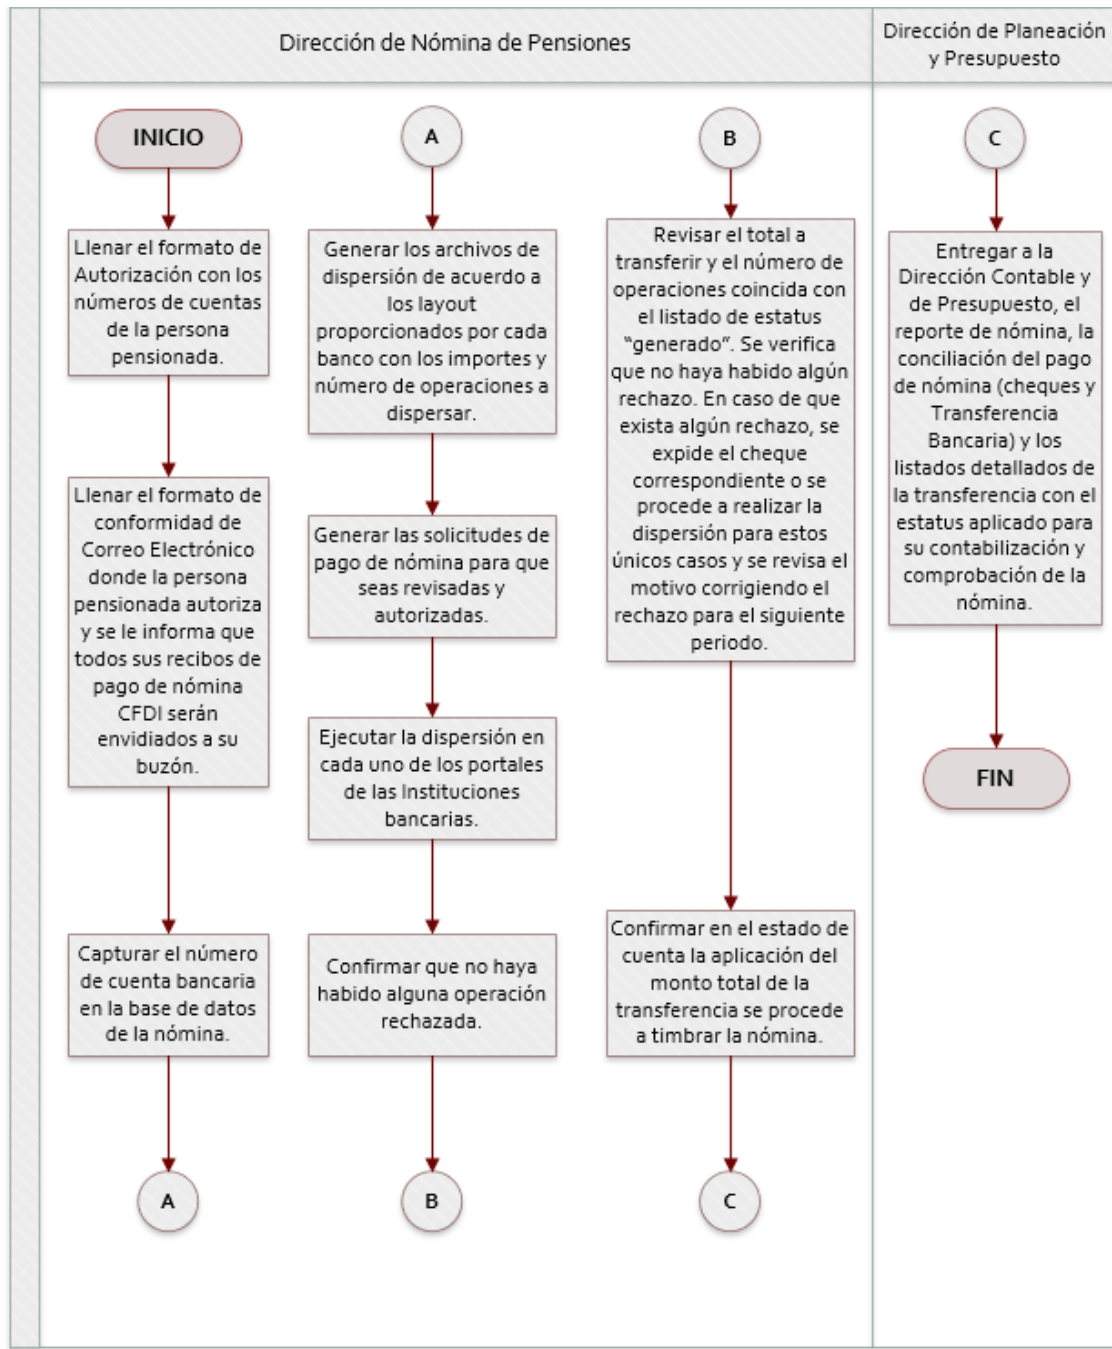 Dirección de Nómina de Pensiones
Dirección de Planeación
y Presupuesto
INICIO
Llenar el formato de
Autorización con los
números de cuentas
de la persona
pensionada.
Llenar el formato de
conformidad de
Correo Electrónico
donde la persona
pensionada autoriza
y se le informa que
todos sus recibos de
pago de nómina
CFDI serán
envidiados a su
buzón.
Capturar el número
de cuenta bancaria
en la base de datos
de la nómina.
A
A
Generar los archivos de
dispersión de acuerdo a
los layout
proporcionados por cada
banco con los importes y
número de operaciones a
dispersar.
Generar las solicitudes de
pago de nómina para que
seas revisadas y
autorizadas.
Ejecutar la dispersión en
cada uno de los portales
de las Instituciones
bancarias.
Confirmar que no haya
habido alguna operación
rechazada.
B
B
Revisar el total a
transferir y el número de
operaciones coincida con
el listado de estatus
“generado”. Se verifica
que no haya habido algún
rechazo. En caso de que
exista algún rechazo, se
expide el cheque
correspondiente o se
procede a realizar la
dispersión para estos
únicos casos y se revisa el
motivo corrigiendo el
rechazo para el siguiente
periodo.
Confirmar en el estado de
cuenta la aplicación del
monto total de la
transferencia se procede
a timbrar la nómina.
C
C
Entregar a la
Dirección Contable y
de Presupuesto, el
reporte de nómina, la
conciliación del pago
de nómina (cheques y
Transferencia
Bancaria) y los
listados detallados de
la transferencia con el
estatus aplicado para
su contabilización y
comprobación de la
nómina.
FIN